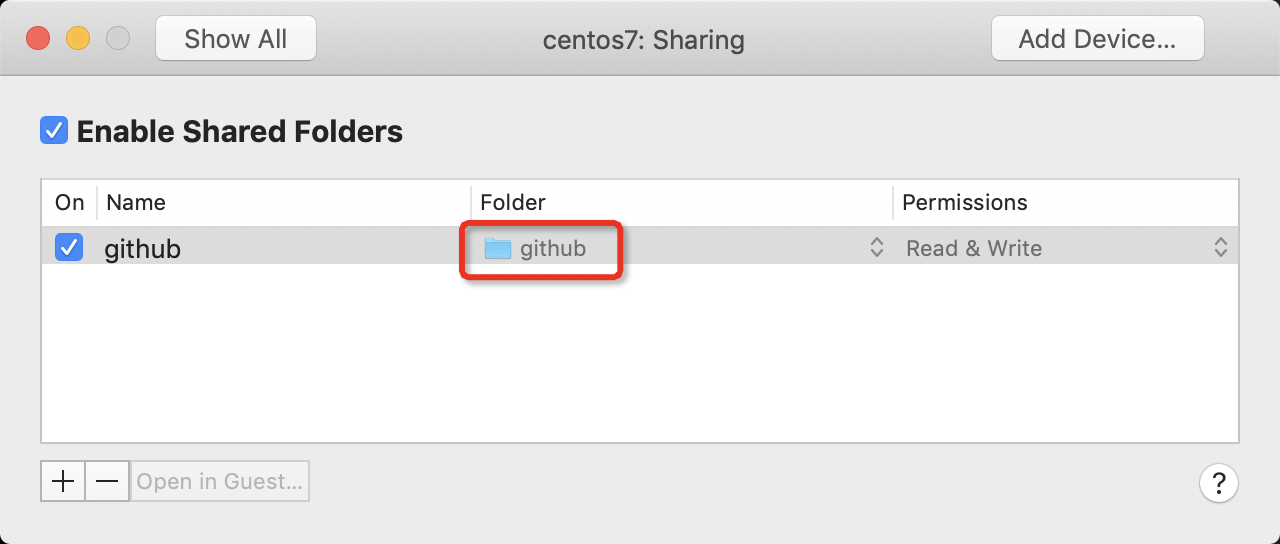 Show All
centos7: Sharing
Add Device...
Enable Shared Folders
On Name Folder Permissions
github github Read & Write
Open in Guest...
?